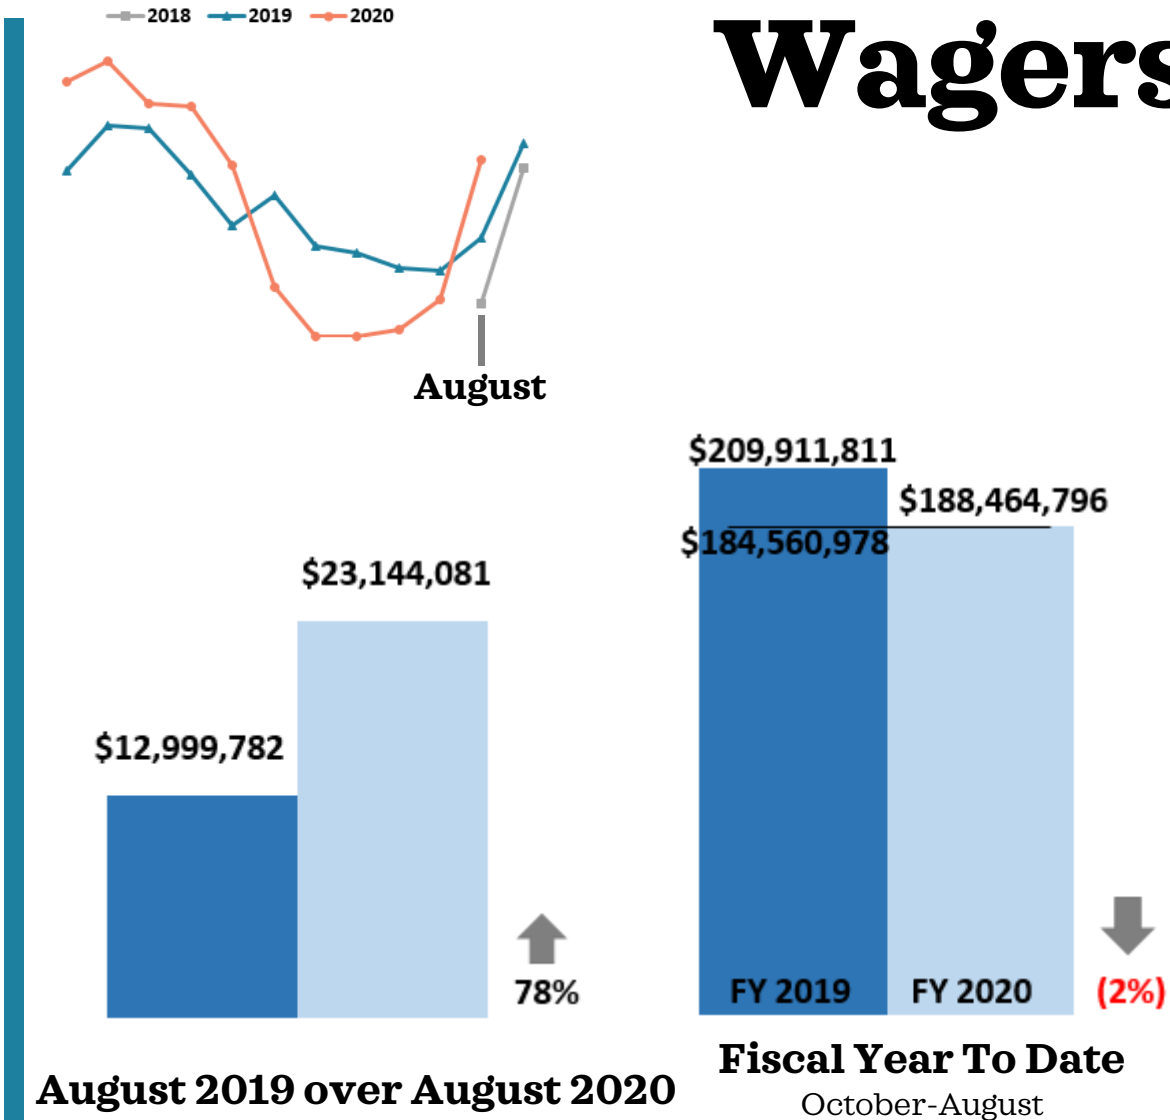 2018 2019 2020
Wagers
August
$209,911,811
$188,464,796
$184,560,978
$23,144,081
$12,999,782
78%
FY 2019 FY 2020 (2%)
Fiscal Year To Date
October-August
August 2019 over August 2020